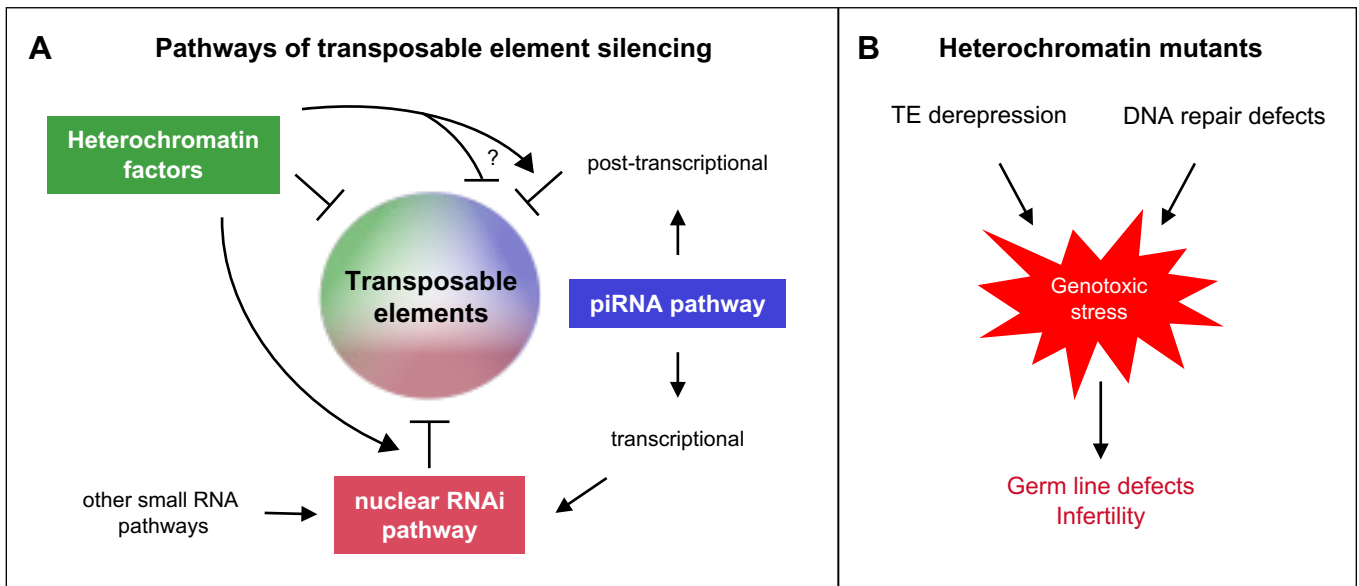 A
Pathways of transposable element silencing
Heterochromatin
factors
?
post-transcriptional
Transposable
elements
piRNA pathway
transcriptional
other small RNA
pathways
nuclear RNAi
pathway
B
Heterochromatin mutants
TE derepression
DNA repair defects
Genotoxic
stress
Germ line defects
Infertility